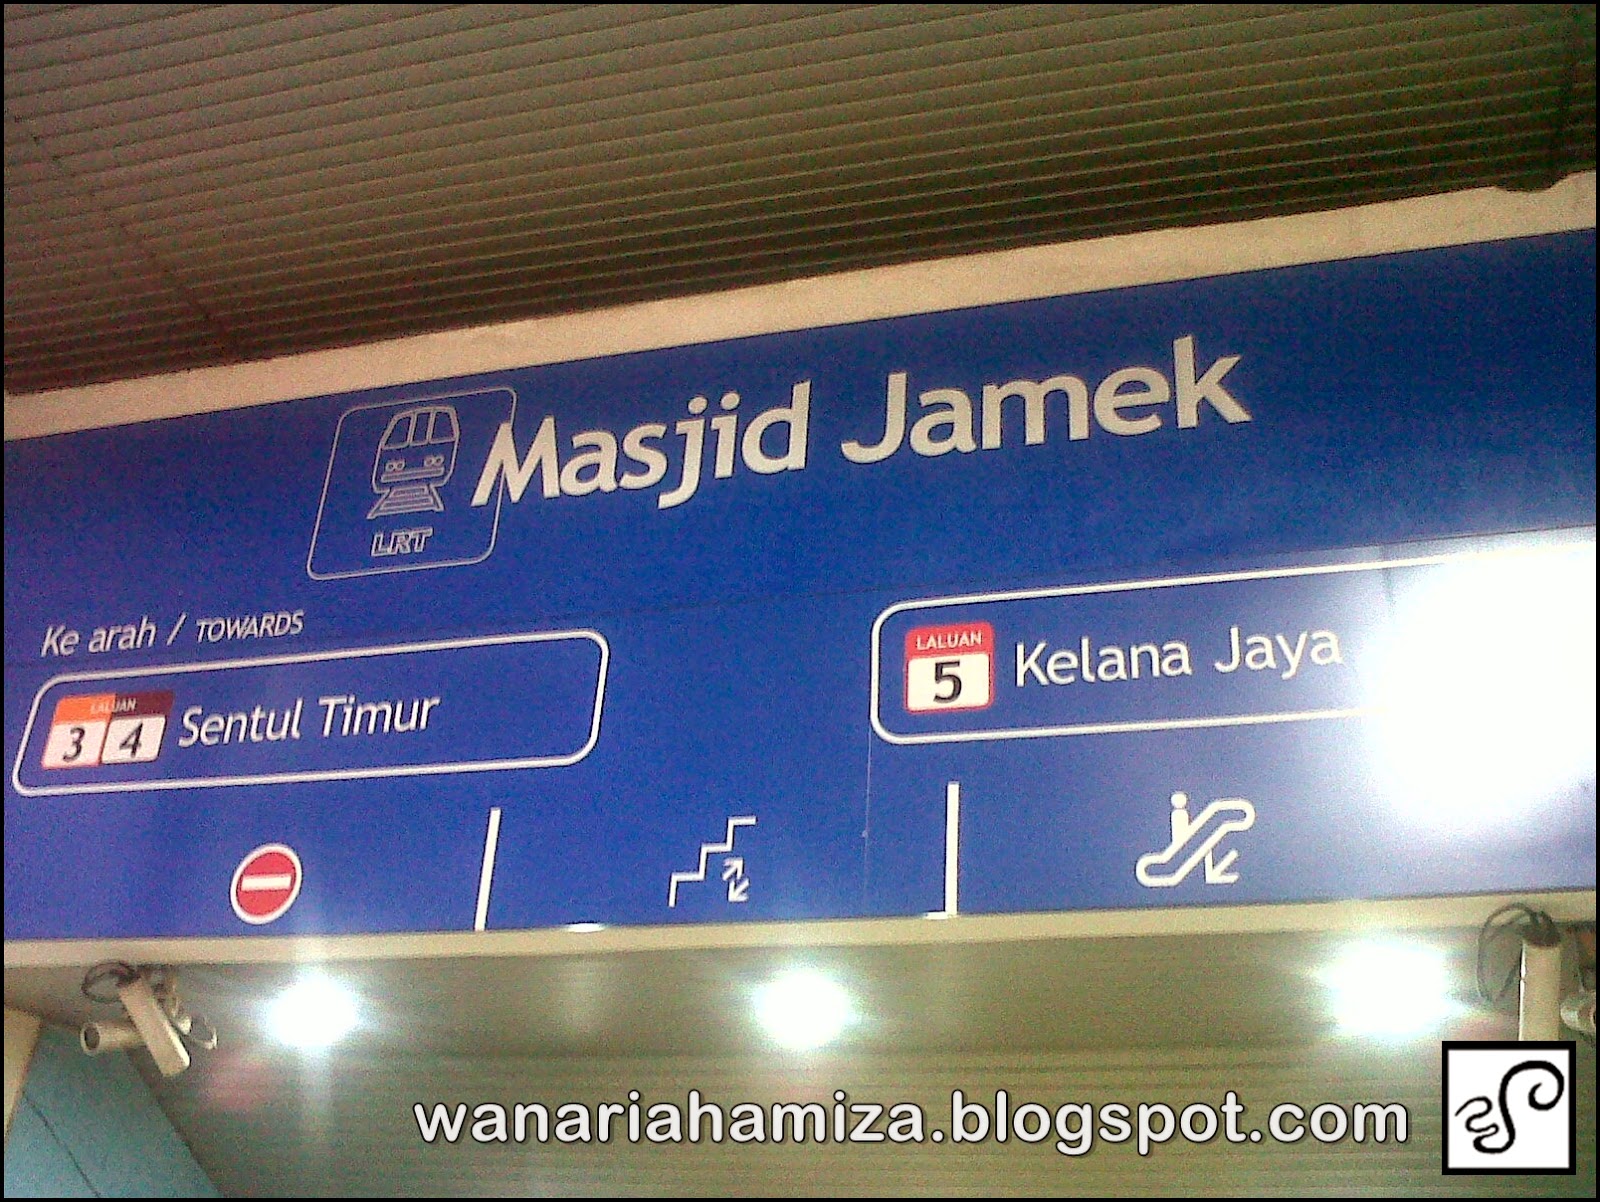 Masjid Jamek
LRT
Ke arah / TOWARDS
LALUAN
3 4 Sentul Timur
LALUAN
5 Kelana Jaya
wanariahamiza.blogspot.com